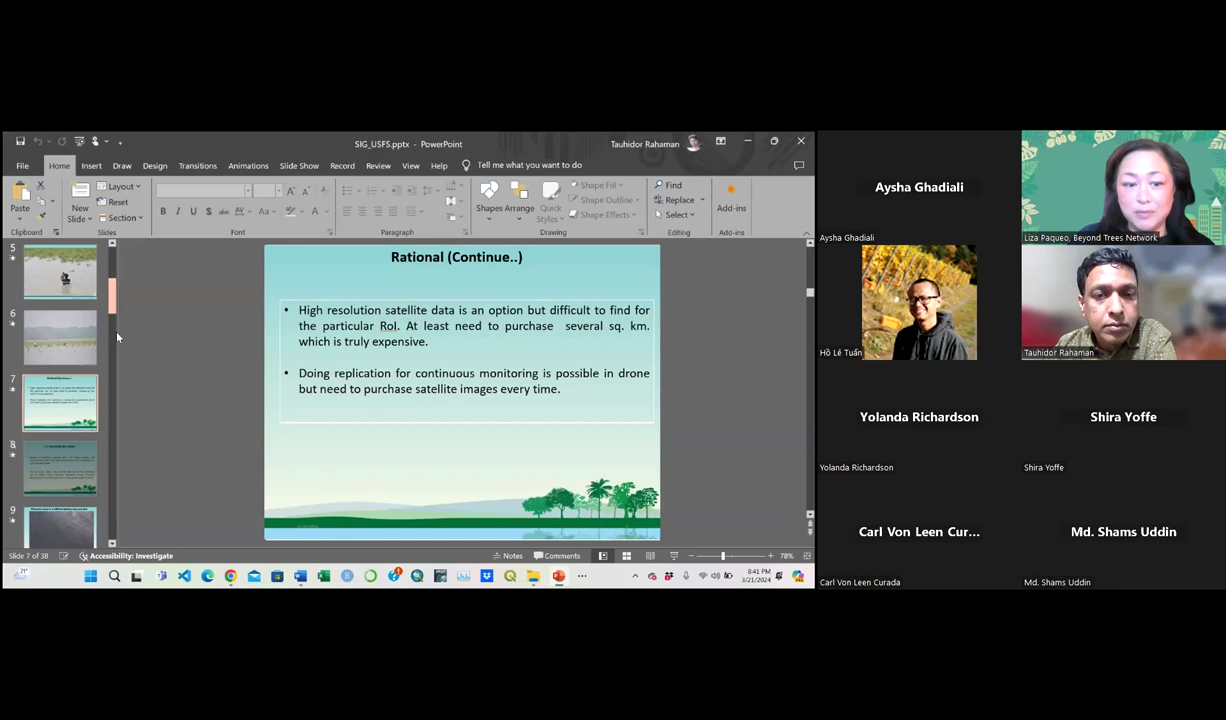 SIG_USFS.pptx - PowerPoint
Tauhidor Rahaman
File Home Insert Draw Design Transitions Animations Slide Show Record Review View Help Tell me what you want to do
Paste
New
Slide
Layout
Reset
Section
Shapes Arrange Quick
Styles
Shape Fill
Shape Outline
Shape Effects
Find
Replace
Select
Add-ins
Clipboard Slides Font Paragraph Drawing Editing Add-ins
5
6
7
8
9
Rational (Continue..)
• High resolution satellite data is an option but difficult to find for
the particular RoI. At least need to purchase several sq. km.
which is truly expensive.
• Doing replication for continuous monitoring is possible in drone
but need to purchase satellite images every time.
Slide 7 of 38 Accessibility: Investigate Notes Comments 78%
71°
8:41 PM
3/21/2024
Aysha Ghadiali
Aysha Ghadiali
Liza Paqueo, Beyond Trees Network
Hồ Lê Tuấn
Tauhidor Rahaman
Yolanda Richardson
Yolanda Richardson
Shira Yoffe
Shira Yoffe
Carl Von Leen Cur...
Carl Von Leen Curada
Md. Shams Uddin
Md. Shams Uddin